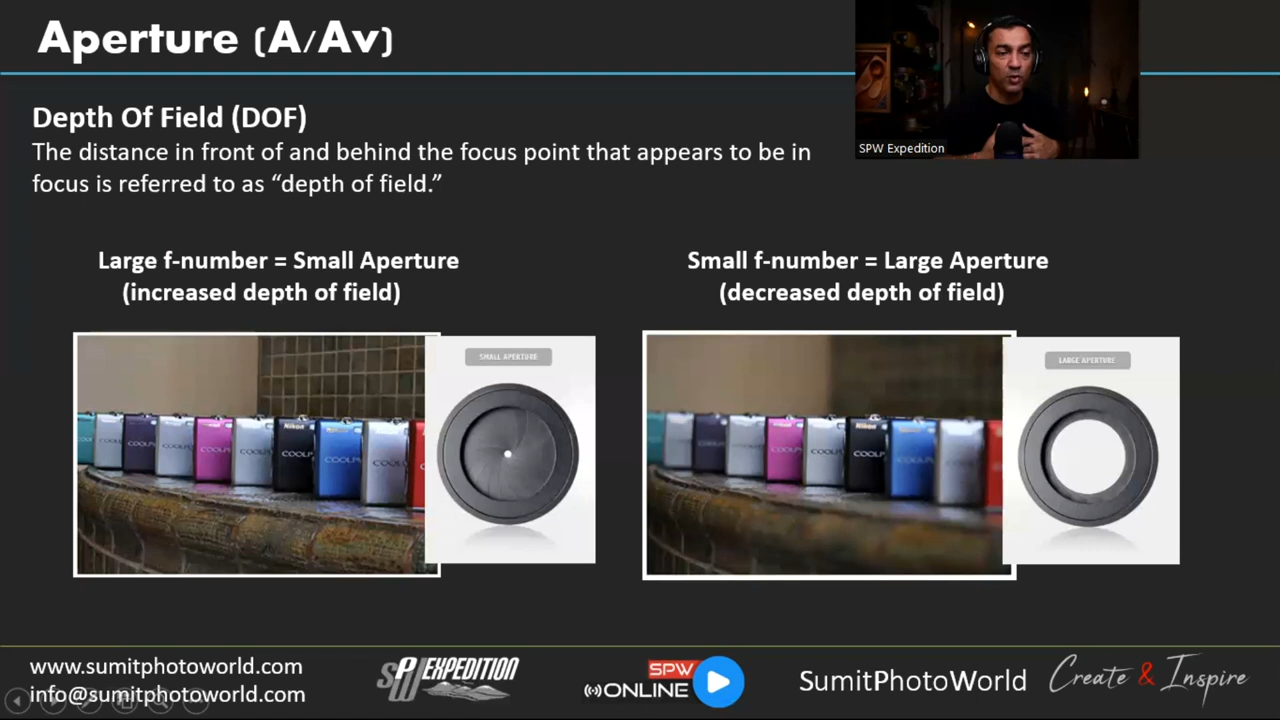 Aperture (A/Av)
SPW Expedition
Depth Of Field (DOF)
The distance in front of and behind the focus point that appears to be in
focus is referred to as “depth of field.”
Large f-number = Small Aperture
(increased depth of field)
Small f-number = Large Aperture
(decreased depth of field)
SMALL APERTURE
Nikon
COOLPIX
LARGE APERTURE
www.sumitphotoworld.com
info@sumitphotoworld.com
SPW EXPEDITION
SPW
ONLINE
SumitPhotoWorld
Create & Inspire